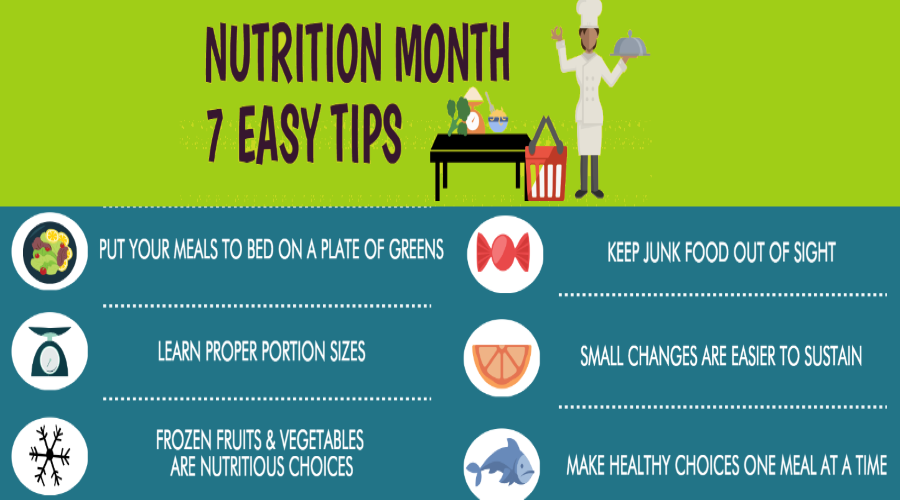 NUTRITION MONTH
7 EASY TIPS
PUT YOUR MEALS TO BED ON A PLATE OF GREENS
LEARN PROPER PORTION SIZES
FROZEN FRUITS & VEGETABLES
ARE NUTRITIOUS CHOICES
KEEP JUNK FOOD OUT OF SIGHT
SMALL CHANGES ARE EASIER TO SUSTAIN
MAKE HEALTHY CHOICES ONE MEAL AT A TIME